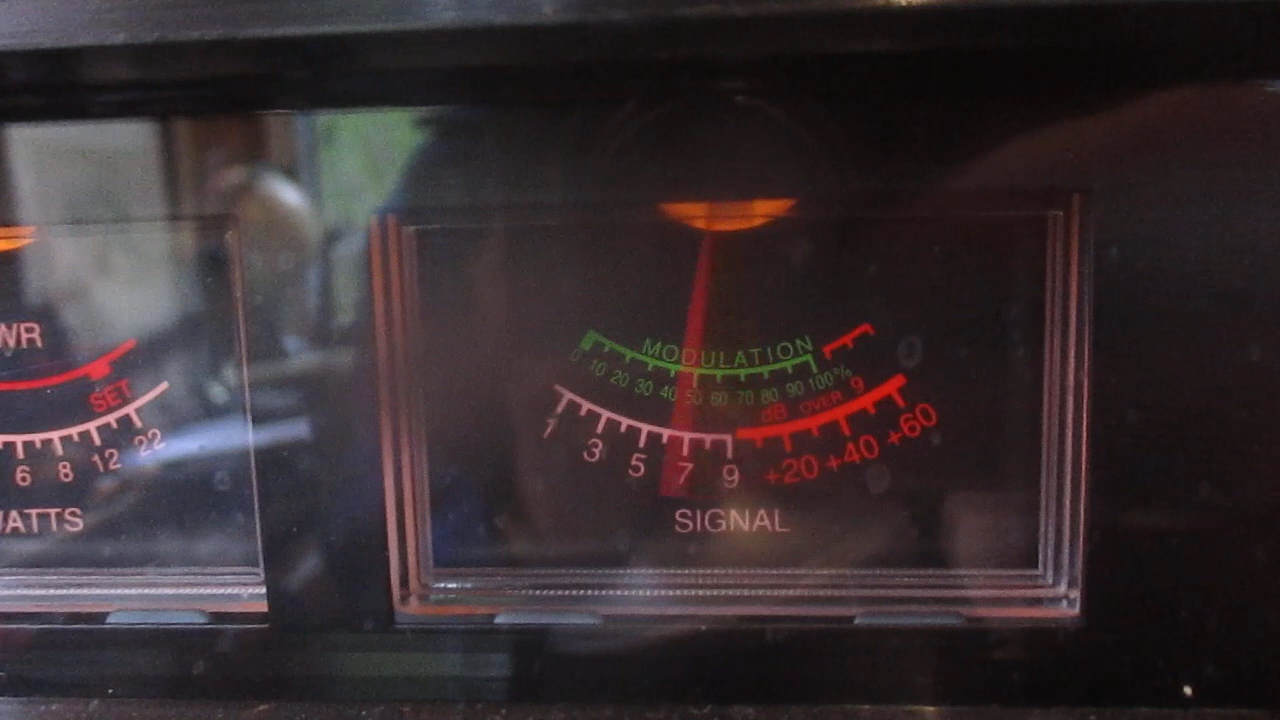 WR
SET
6 8 12 22
WATTS
MODULATION
0 10 20 30 40 50 60 70 80 90 100%
dB OVER 9
1 3 5 7 9 +20 +40 +60
SIGNAL